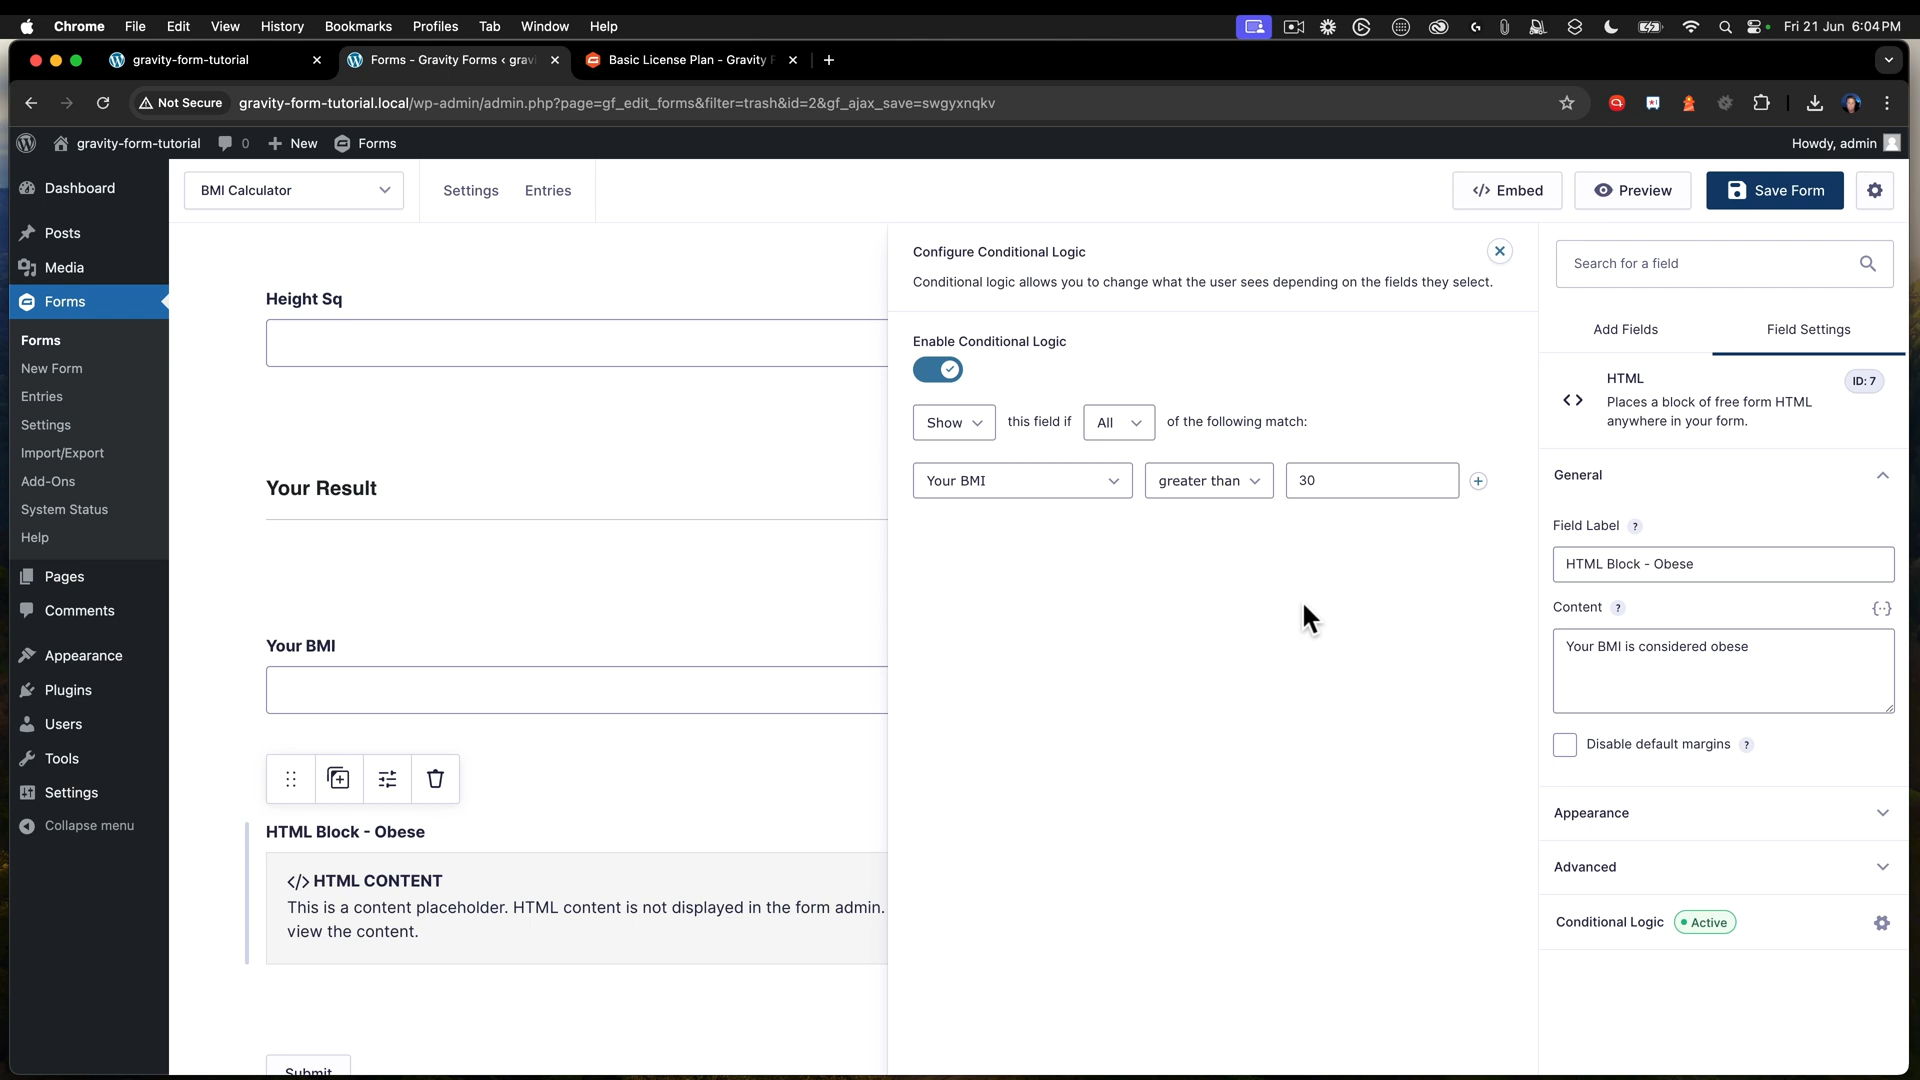 Chrome File Edit View History Bookmarks Profiles Tab Window Help Fri 21 Jun 6:04 PM
gravity-form-tutorial
Forms - Gravity Forms ‹ gravi
Basic License Plan - Gravity F
Not Secure gravity-form-tutorial.local/wp-admin/admin.php?page=gf_edit_forms&filter=trash&id=2&gf_ajax_save=swgyxnqkv
gravity-form-tutorial 0 New Forms Howdy, admin
Dashboard
Posts
Media
Forms
Forms
New Form
Entries
Settings
Import/Export
Add-Ons
System Status
Help
Pages
Comments
Appearance
Plugins
Users
Tools
Settings
Collapse menu
BMI Calculator Settings Entries </> Embed Preview Save Form
Height Sq
Your Result
Your BMI
HTML Block - Obese
</> HTML CONTENT
This is a content placeholder. HTML content is not displayed in the form admin.
view the content.
Submit
Configure Conditional Logic
Conditional logic allows you to change what the user sees depending on the fields they select.
Enable Conditional Logic
Show this field if All of the following match:
Your BMI greater than 30
Search for a field
Add Fields Field Settings
HTML ID: 7
Places a block of free form HTML
anywhere in your form.
General
Field Label ?
HTML Block - Obese
Content ?
Your BMI is considered obese
Disable default margins ?
Appearance
Advanced
Conditional Logic Active